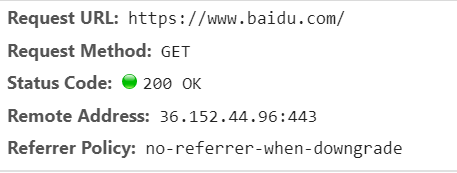 Request URL: https://www.baidu.com/
Request Method: GET
Status Code: 200 OK
Remote Address: 36.152.44.96:443
Referrer Policy: no-referrer-when-downgrade